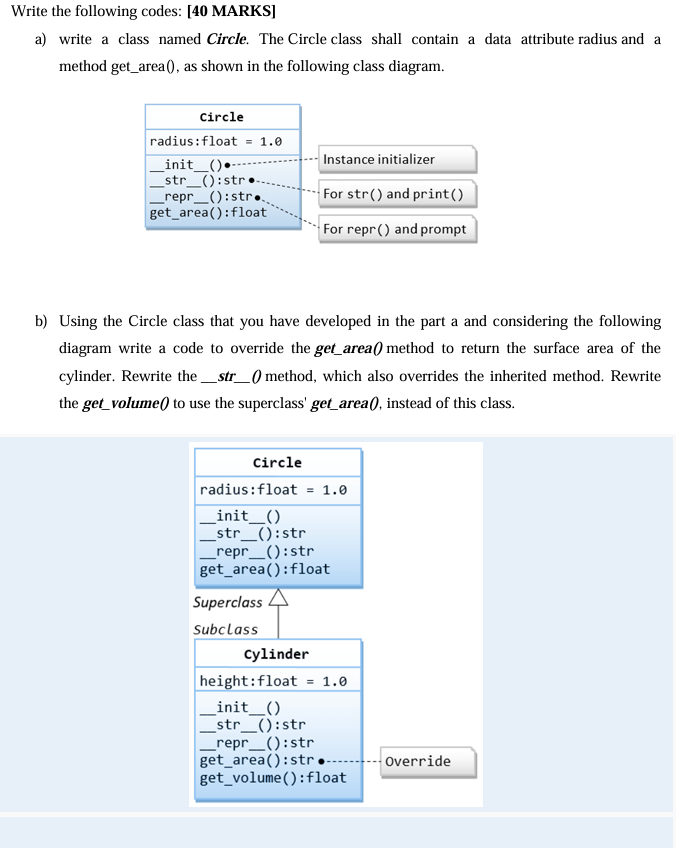 Write the following codes: [40 MARKS]
a) write a class named Circle. The Circle class shall contain a data attribute radius and a
method get_area(), as shown in the following class diagram.
Circle
radius:float = 1.0
__init__()
__str__():str
__repr__():str
get_area():float
Instance initializer
For str() and print()
For repr() and prompt
b) Using the Circle class that you have developed in the part a and considering the following
diagram write a code to override the get_area() method to return the surface area of the
cylinder. Rewrite the __str__() method, which also overrides the inherited method. Rewrite
the get_volume() to use the superclass' get_area(), instead of this class.
Circle
radius:float = 1.0
__init__()
__str__():str
__repr__():str
get_area():float
Superclass
Subclass
Cylinder
height:float = 1.0
__init__()
__str__():str
__repr__():str
get_area():str
get_volume():float
Override